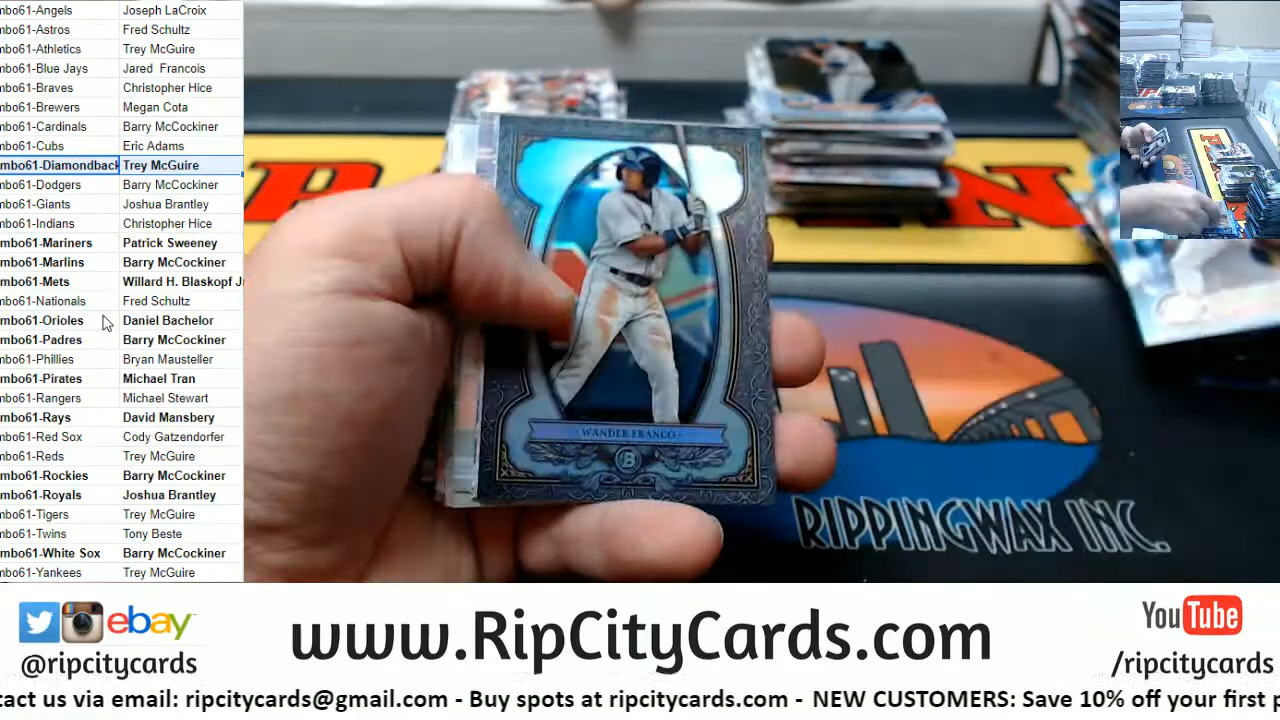 mbo61-Angels Joseph LaCroix
mbo61-Astros Fred Schultz
mbo61-Athletics Trey McGuire
mbo61-Blue Jays Jared Francois
mbo61-Braves Christopher Hice
mbo61-Brewers Megan Cota
mbo61-Cardinals Barry McCockiner
mbo61-Cubs Eric Adams
mbo61-Diamondback Trey McGuire
mbo61-Dodgers Barry McCockiner
mbo61-Giants Joshua Brantley
mbo61-Indians Christopher Hice
mbo61-Mariners Patrick Sweeney
mbo61-Marlins Barry McCockiner
mbo61-Mets Willard H. Blaskopf J
mbo61-Nationals Fred Schultz
mbo61-Orioles Daniel Bachelor
mbo61-Padres Barry McCockiner
mbo61-Phillies Bryan Mausteller
mbo61-Pirates Michael Tran
mbo61-Rangers Michael Stewart
mbo61-Rays David Mansbery
mbo61-Red Sox Cody Gatzendorfer
mbo61-Reds Trey McGuire
mbo61-Rockies Barry McCockiner
mbo61-Royals Joshua Brantley
mbo61-Tigers Trey McGuire
mbo61-Twins Tony Beste
mbo61-White Sox Barry McCockiner
mbo61-Yankees Trey McGuire
WANDER FRANCO
B
RIPPINGWAX INC.
ebay
@ripcitycards
www.RipCityCards.com
YouTube
/ripcitycards
tact us via email: ripcitycards@gmail.com - Buy spots at ripcitycards.com - NEW CUSTOMERS: Save 10% off your first p